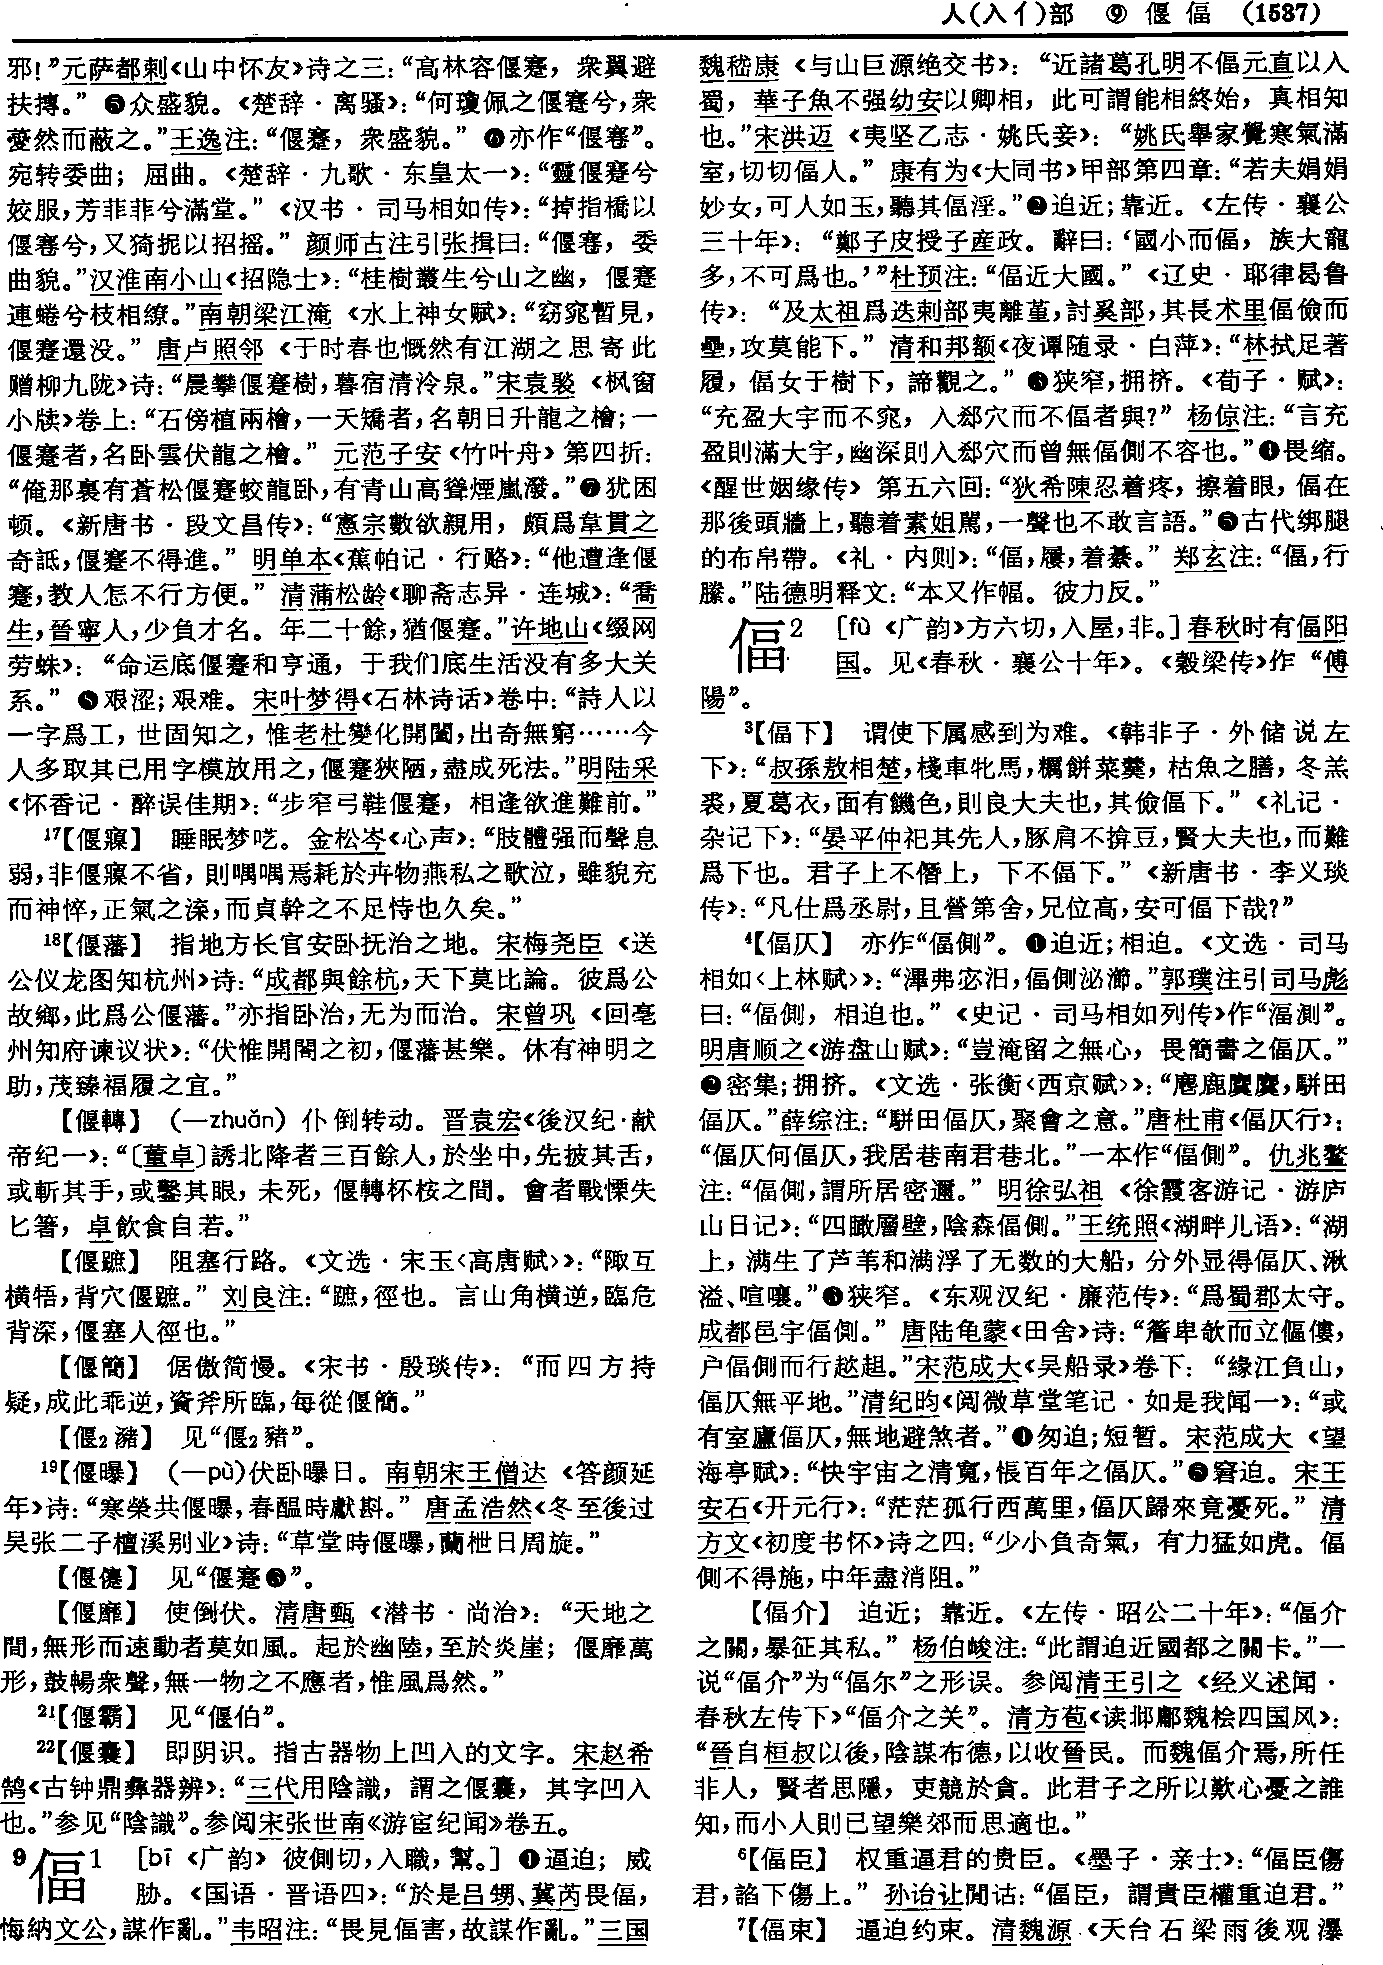 人(入亻)部 ⑨ 偃 偪 (1537)
邪！”元萨都剌《山中怀友》诗之三：“高林容偃蹇，衆翼避
扶搏。” ❺众盛貌。《楚辞·离骚》：“何瓊佩之偃蹇兮，衆
薆然而蔽之。”王逸注：“偃蹇，衆盛貌。” ❻亦作“偃蹇”。
宛转委曲；屈曲。《楚辞·九歌·东皇太一》：“靈偃蹇兮
姣服，芳菲菲兮滿堂。”《汉书·司马相如传》：“掉指橋以
偃蹇兮，又猗抳以招摇。” 颜师古注引张揖曰：“偃蹇，委
曲貌。”汉淮南小山《招隐士》：“桂樹叢生兮山之幽，偃蹇
連蜷兮枝相繚。”南朝梁江淹《水上神女赋》：“窈窕暫見，
偃蹇還没。” 唐卢照邻《于时春也慨然有江湖之思寄此
赠柳九陇》诗：“晨攀偃蹇樹，暮宿清泠泉。”宋袁褧《枫窗
小牍》卷上：“石傍植兩檜，一夭矯者，名朝日升龍之檜；一
偃蹇者，名卧雲伏龍之檜。” 元范子安《竹叶舟》第四折：
“俺那裏有蒼松偃蹇蛟龍卧，有青山高聳煙嵐潑。”❼犹困
顿。《新唐书·段文昌传》：“憲宗數欲親用，頗爲韋貫之
奇詆，偃蹇不得進。” 明单本《蕉帕记·行赂》：“他遭逢偃
蹇，教人怎不行方便。” 清蒲松龄《聊斋志异·连城》：“喬
生，晉寧人，少負才名。年二十餘，猶偃蹇。”许地山《缀网
劳蛛》：“命运底偃蹇和亨通，于我们底生活没有多大关
系。” ❽艰涩；艰难。宋叶梦得《石林诗话》卷中：“詩人以
一字爲工，世固知之，惟老杜變化開闔，出奇無窮……今
人多取其已用字模放用之，偃蹇狹陋，盡成死法。”明陆采
《怀香记·醉误佳期》：“步窄弓鞋偃蹇，相逢欲進難前。”
17【偃寱】 睡眠梦呓。金松岑《心声》：“肢體强而聲息
弱，非偃寱不省，則喁喁焉耗於卉物燕私之歌泣，雖貌充
而神悴，正氣之溁，而貞幹之不足恃也久矣。”
18【偃藩】 指地方长官安卧抚治之地。宋梅尧臣《送
公仪龙图知杭州》诗：“成都與餘杭，天下莫比論。彼爲公
故鄉，此爲公偃藩。”亦指卧治，无为而治。宋曾巩《回亳
州知府谏议状》：“伏惟開閤之初，偃藩甚樂。休有神明之
助，茂臻福履之宜。”
【偃轉】 （—zhuǎn）仆倒转动。晋袁宏《後汉纪·献
帝纪一》：“〔董卓〕誘北降者三百餘人，於坐中，先披其舌，
或斬其手，或鑿其眼，未死，偃轉杯桉之間。會者戰慄失
匕箸，卓飲食自若。”
【偃蹠】 阻塞行路。《文选·宋玉〈高唐赋〉》：“陬互
横牾，背穴偃蹠。” 刘良注：“蹠，徑也。言山角横逆，臨危
背深，偃塞人徑也。”
【偃簡】 倨傲简慢。《宋书·殷琰传》：“而四方持
疑，成此乖逆，資斧所臨，每從偃簡。”
【偃₂瀦】 见“偃₂豬”。
19【偃曝】 （—pù）伏卧曝日。南朝宋王僧达《答颜延
年》诗：“寒榮共偃曝，春醖時獻斟。” 唐孟浩然《冬至後过
吴张二子檀溪别业》诗：“草堂時偃曝，蘭枻日周旋。”
【偃僊】 见“偃蹇❺”。
【偃靡】 使倒伏。清唐甄《潜书·尚治》：“天地之
間，無形而速動者莫如風。起於幽陸，至於炎崖；偃靡萬
形，鼓暢衆聲，無一物之不應者，惟風爲然。”
21【偃霸】 见“偃伯”。
22【偃囊】 即阴识。指古器物上凹入的文字。宋赵希
鹄《古钟鼎彝器辨》：“三代用陰識，謂之偃囊，其字凹入
也。”参见“陰識”。参阅宋张世南《游宦纪闻》卷五。
9 偪1 ［bī《广韵》彼側切，入職，幫。］❶逼迫；威
胁。《国语·晋语四》：“於是吕甥、冀芮畏偪，
悔納文公，謀作亂。”韦昭注：“畏見偪害，故謀作亂。”三国
魏嵇康《与山巨源绝交书》：“近諸葛孔明不偪元直以入
蜀，華子魚不强幼安以卿相，此可謂能相終始，真相知
也。”宋洪迈《夷坚乙志·姚氏妾》：“姚氏舉家覺寒氣滿
室，切切偪人。” 康有为《大同书》甲部第四章：“若夫娟娟
妙女，可人如玉，聽其偪淫。”❷迫近；靠近。《左传·襄公
三十年》：“鄭子皮授子産政。辭曰：‘國小而偪，族大寵
多，不可爲也。’”杜预注：“偪近大國。”《辽史·耶律曷鲁
传》：“及太祖爲迭剌部夷離堇，討奚部，其長术里偪儉而
壘，攻莫能下。” 清和邦额《夜谭随录·白萍》：“林拭足著
履，偪女于樹下，諦觀之。” ❸狭窄，拥挤。《荀子·赋》：
“充盈大宇而不窕，入郄穴而不偪者與？” 杨倞注：“言充
盈則滿大宇，幽深則入郄穴而曾無偪側不容也。”❹畏缩。
《醒世姻缘传》第五六回：“狄希陳忍着疼，擦着眼，偪在
那後頭牆上，聽着素姐駡，一聲也不敢言語。”❺古代绑腿
的布帛带。《礼·内则》：“偪，屨，着綦。” 郑玄注：“偪，行
縢。”陆德明释文：“本又作幅。彼力反。”
偪2 ［fù《广韵》方六切，入屋，非。］春秋时有偪阳
国。见《春秋·襄公十年》。《穀梁传》作“傅
陽”。
3【偪下】 谓使下属感到为难。《韩非子·外储说左
下》：“叔孫敖相楚，棧車牝馬，糲餅菜羹，枯魚之膳，冬羔
裘，夏葛衣，面有饑色，則良大夫也，其儉偪下。”《礼记·
杂记下》：“晏平仲祀其先人，豚肩不揜豆，賢大夫也，而難
爲下也。君子上不僭上，下不偪下。”《新唐书·李义琰
传》：“凡仕爲丞尉，且營第舍，兄位高，安可偪下哉？”
4【偪仄】 亦作“偪側”。❶迫近；相迫。《文选·司马
相如〈上林赋〉》：“滭弗宓汩，偪側泌瀄。”郭璞注引司马彪
曰：“偪側，相迫也。”《史记·司马相如列传》作“湢測”。
明唐顺之《游盘山赋》：“豈淹留之無心，畏簡書之偪仄。”
❷密集；拥挤。《文选·张衡〈西京赋〉》：“麀鹿麌麌，駢田
偪仄。”薛综注：“駢田偪仄，聚會之意。”唐杜甫《偪仄行》：
“偪仄何偪仄，我居巷南君巷北。”一本作“偪側”。仇兆鳌
注：“偪側，謂所居密邇。” 明徐弘祖《徐霞客游记·游庐
山日记》：“四瞰層壁，陰森偪側。”王统照《湖畔儿语》：“湖
上，满生了芦苇和满浮了无数的大船，分外显得偪仄、湫
溢、喧嚷。”❸狭窄。《东观汉纪·廉范传》：“爲蜀郡太守。
成都邑宇偪側。” 唐陆龟蒙《田舍》诗：“簷卑欹而立傴僂，
户偪側而行趑趄。”宋范成大《吴船录》卷下：“緣江負山，
偪仄無平地。”清纪昀《阅微草堂笔记·如是我闻一》：“或
有室廬偪仄，無地避煞者。”❹匆迫；短暂。宋范成大《望
海亭赋》：“快宇宙之清寬，悵百年之偪仄。”❺窘迫。宋王
安石《开元行》：“茫茫孤行西萬里，偪仄歸來竟憂死。” 清
方文《初度书怀》诗之四：“少小負奇氣，有力猛如虎。偪
側不得施，中年盡消阻。”
【偪介】 迫近；靠近。《左传·昭公二十年》：“偪介
之關，暴征其私。” 杨伯峻注：“此謂迫近國都之關卡。”一
说“偪介”为“偪尔”之形误。参阅清王引之《经义述闻·
春秋左传下》“偪介之关”。清方苞《读邶鄘魏桧四国风》：
“晉自桓叔以後，陰謀布德，以收晉民。而魏偪介焉，所任
非人，賢者思隱，吏競於貪。此君子之所以歎心憂之誰
知，而小人則已望樂郊而思適也。”
6【偪臣】 权重逼君的贵臣。《墨子·亲士》：“偪臣傷
君，諂下傷上。” 孙诒让閒诂：“偪臣，謂貴臣權重迫君。”
7【偪束】 逼迫约束。清魏源《天台石梁雨後观瀑